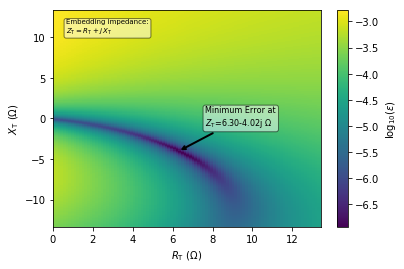 Embedding Impedance:
Z_T = R_T + j X_T
Minimum Error at
Z_T=6.30-4.02j Ω
10
5
0
−5
−10
X_T (Ω)
0 2 4 6 8 10 12
R_T (Ω)
−3.0
−3.5
−4.0
−4.5
−5.0
−5.5
−6.0
−6.5
log₁₀(ε)